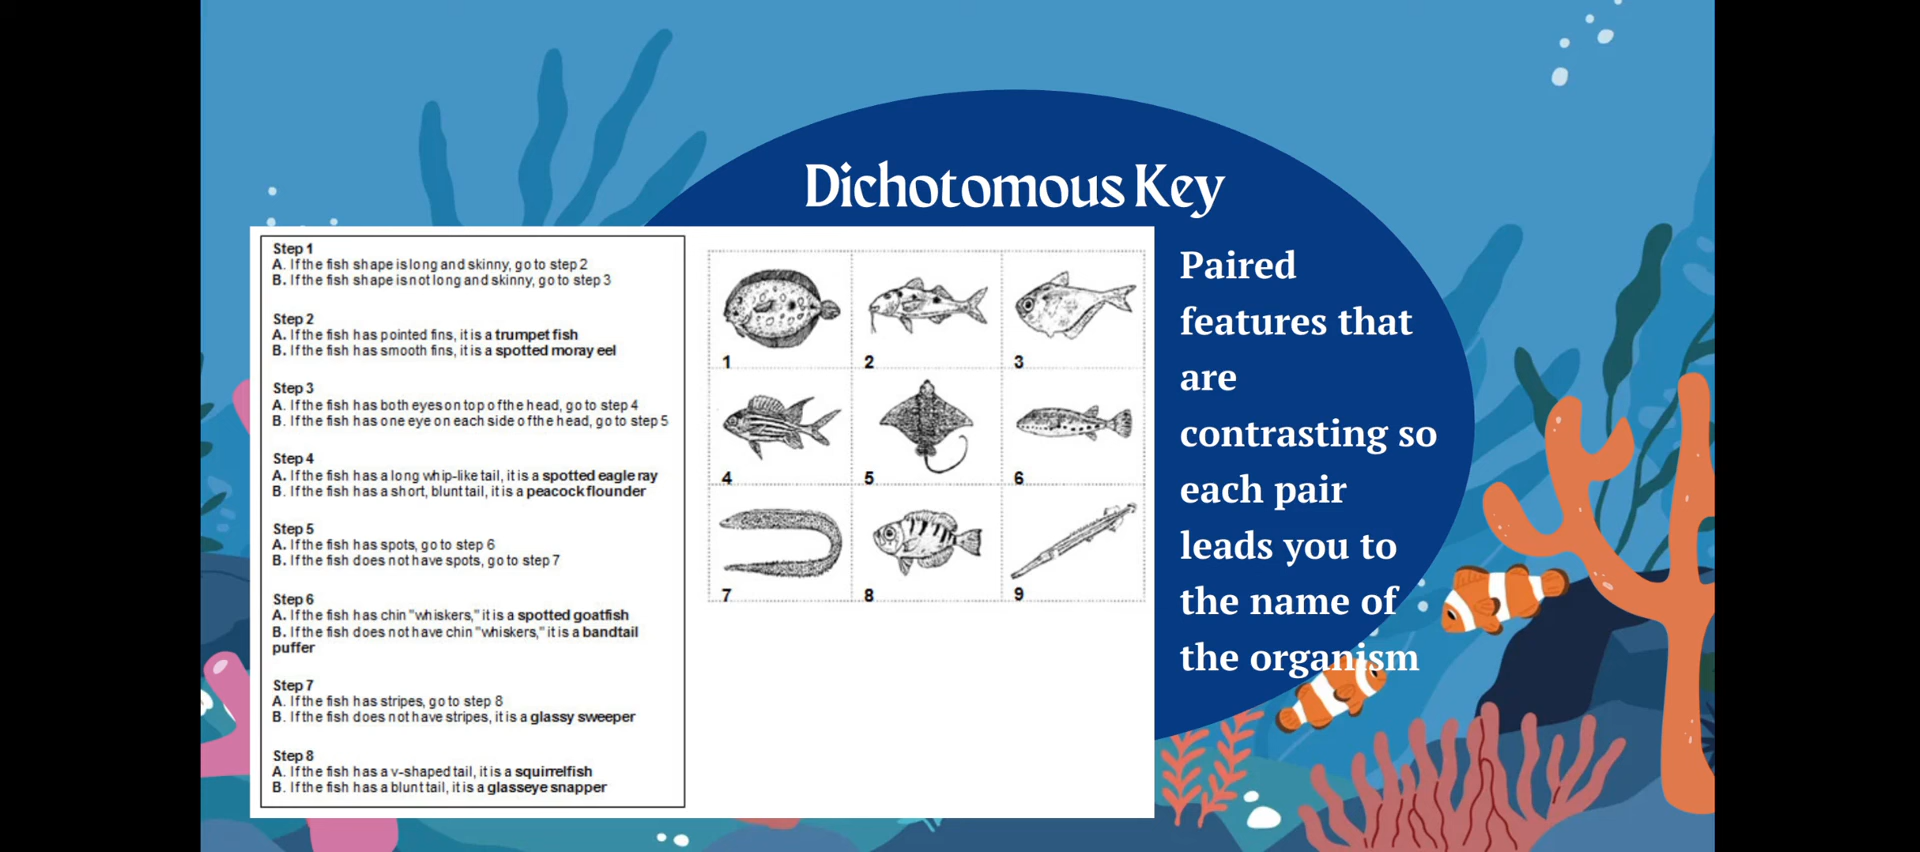 Dichotomous Key
Step 1
A. If the fish shape is long and skinny, go to step 2
B. If the fish shape is not long and skinny, go to step 3
Step 2
A. If the fish has pointed fins, it is a trumpet fish
B. If the fish has smooth fins, it is a spotted moray eel
Step 3
A. If the fish has both eyes on top of the head, go to step 4
B. If the fish has one eye on each side of the head, go to step 5
Step 4
A. If the fish has a long whip-like tail, it is a spotted eagle ray
B. If the fish has a short, blunt tail, it is a peacock flounder
Step 5
A. If the fish has spots, go to step 6
B. If the fish does not have spots, go to step 7
Step 6
A. If the fish has chin "whiskers," it is a spotted goatfish
B. If the fish does not have chin "whiskers," it is a bandtail
puffer
Step 7
A. If the fish has stripes, go to step 8
B. If the fish does not have stripes, it is a glassy sweeper
Step 8
A. If the fish has a v-shaped tail, it is a squirrelfish
B. If the fish has a blunt tail, it is a glasseye snapper
1 2 3
4 5 6
7 8 9
Paired
features that
are
contrasting so
each pair
leads you to
the name of
the organism